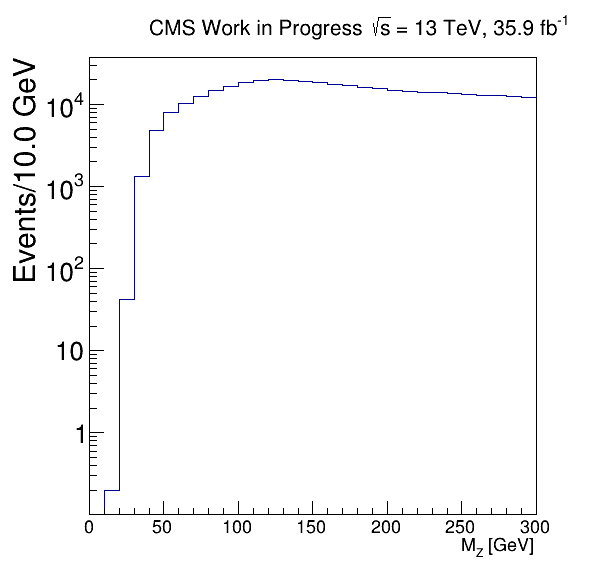 CMS Work in Progress √s = 13 TeV, 35.9 fb⁻¹
Events/10.0 GeV
10⁴
10³
10²
10
1
0 50 100 150 200 250 300
M_Z [GeV]